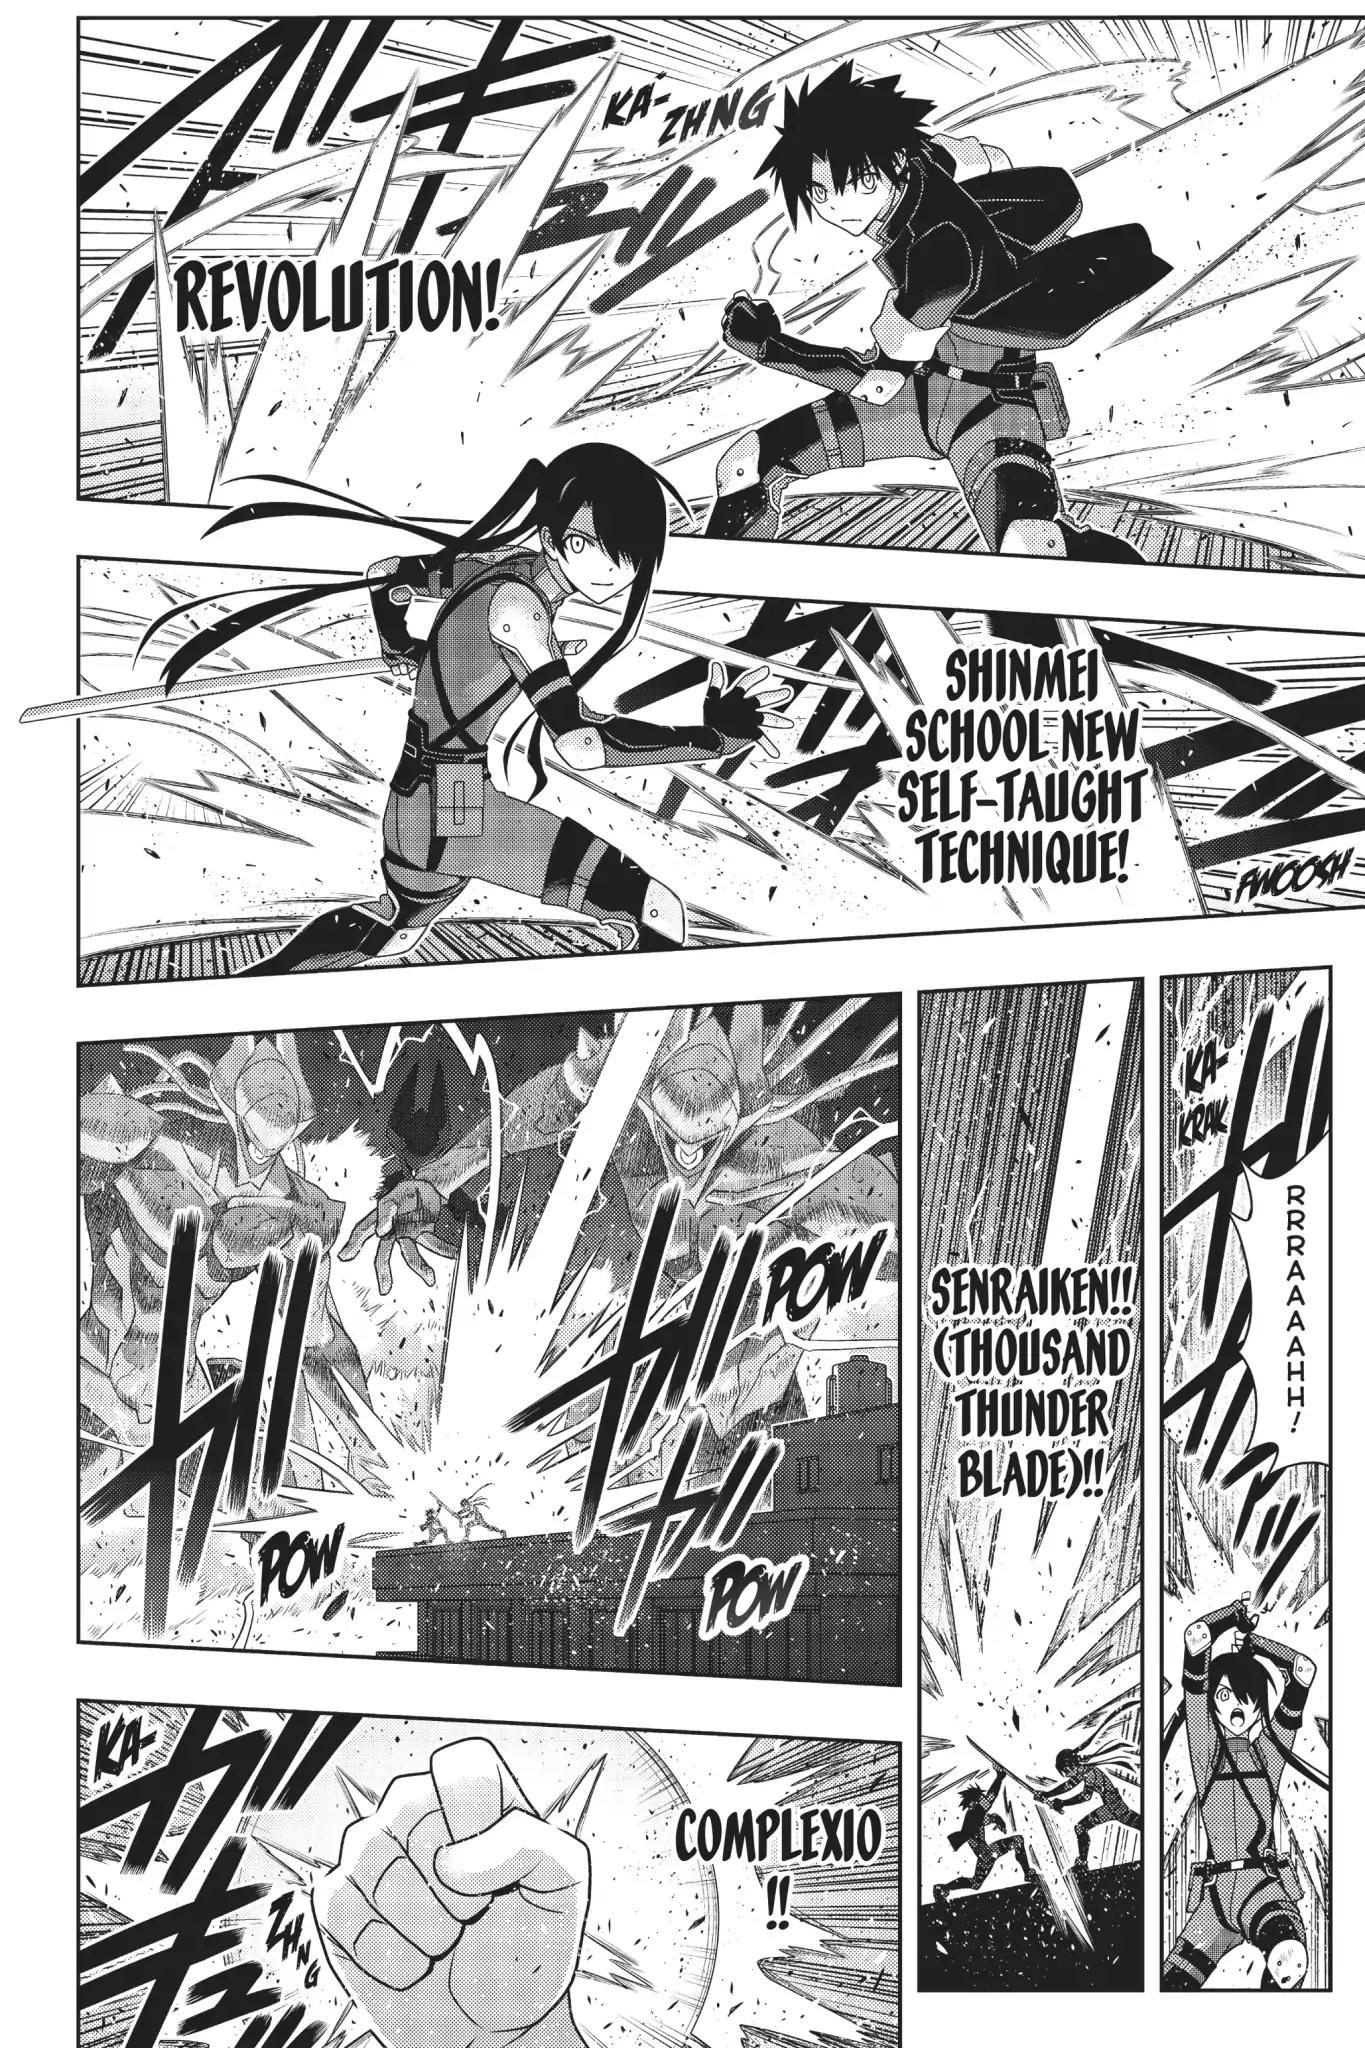 KA-
ZHNG
REVOLUTION!
SHINMEI
SCHOOL NEW
SELF-TAUGHT
TECHNIQUE!
FWOOSH
KA-
KRAK
RRRAAAAHH!
SENRAIKEN!!
(THOUSAND
THUNDER
BLADE)!!
POW
POW
POW
KA-
ZHNG
COMPLEXIO
!!